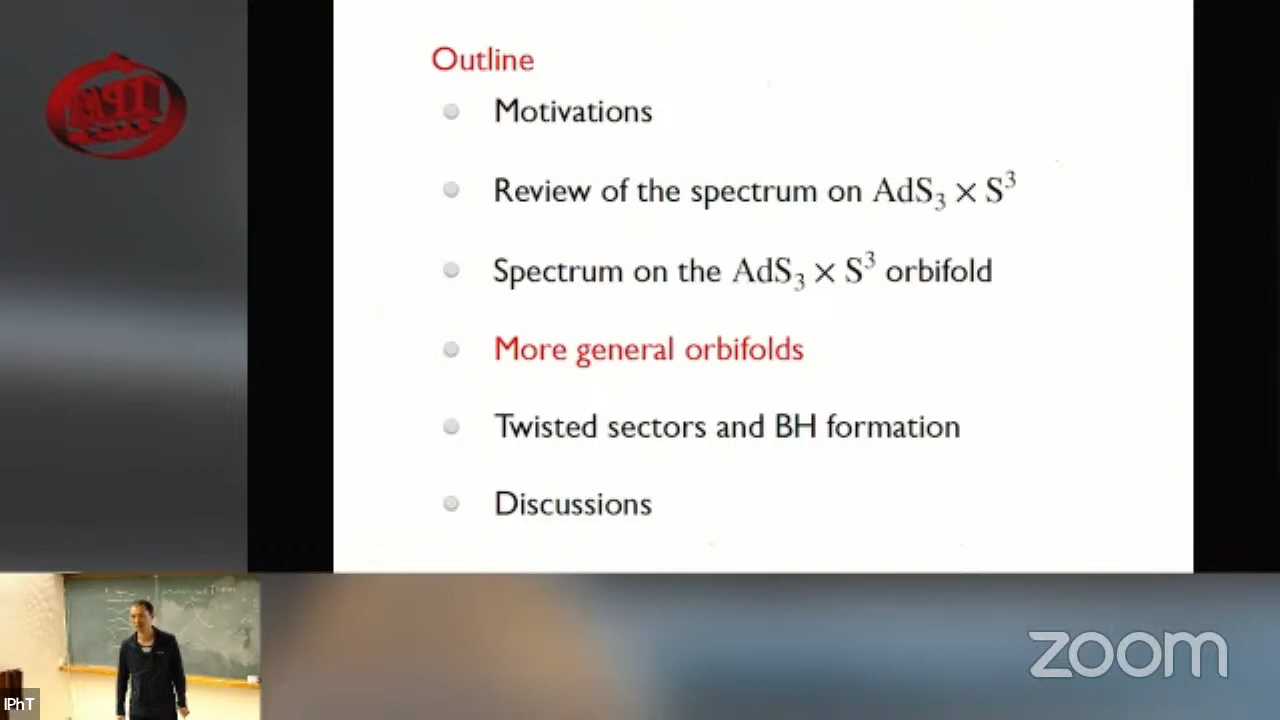 Outline
Motivations
Review of the spectrum on AdS₃ × S³
Spectrum on the AdS₃ × S³ orbifold
More general orbifolds
Twisted sectors and BH formation
Discussions
zoom
IPhT